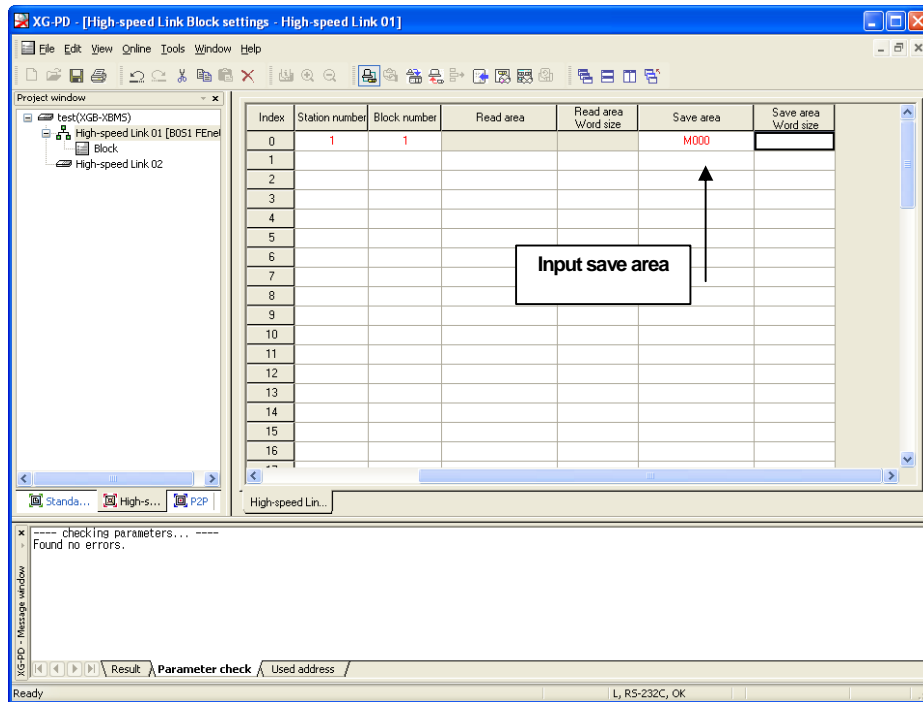 XG-PD - [High-speed Link Block settings - High-speed Link 01]
File Edit View Online Tools Window Help
Project window
test(XGB-XBMS)
High-speed Link 01 [B0S1 FEnet
Block
High-speed Link 02
Index Station number Block number Read area Read area Word size Save area Save area Word size
0 1 1 M000
1
2
3
4
5
6
7
8
9
10
11
12
13
14
15
16
Input save area
Standa... High-s... P2P
High-speed Lin...
---- checking parameters... ----
Found no errors.
XG-PD - Message window
Result Parameter check Used address
Ready L, RS-232C, OK